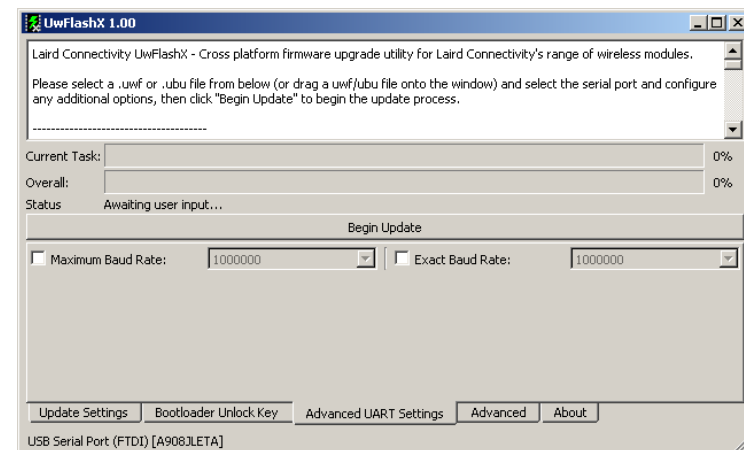 UwFlashX 1.00
Laird Connectivity UwFlashX - Cross platform firmware upgrade utility for Laird Connectivity's range of wireless modules.
Please select a .uwf or .ubu file from below (or drag a uwf/ubu file onto the window) and select the serial port and configure
any additional options, then click "Begin Update" to begin the update process.
--------------------------------------
Current Task: 0%
Overall: 0%
Status Awaiting user input...
Begin Update
Maximum Baud Rate: 1000000 Exact Baud Rate: 1000000
Update Settings Bootloader Unlock Key Advanced UART Settings Advanced About
USB Serial Port (FTDI) [A908JLETA]